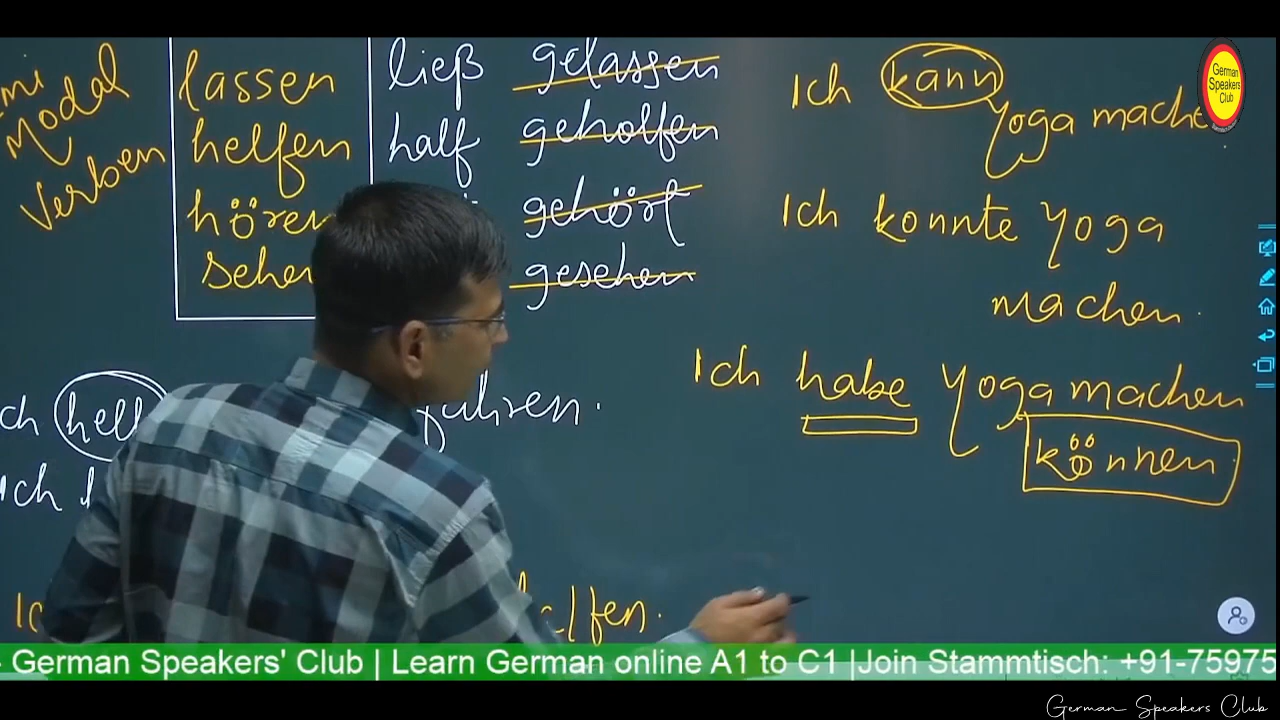 Modal
Verben
lassen ließ gelassen
helfen half geholfen
hören gehört
sehen gesehen
Ich kann
Yoga machen
Ich konnte Yoga
machen.
Ich habe Yoga machen
können
fahren.
Ich
German
Speakers
Club
German Speakers' Club | Learn German online A1 to C1 |Join Stammtisch: +91-75975
German Speakers Club